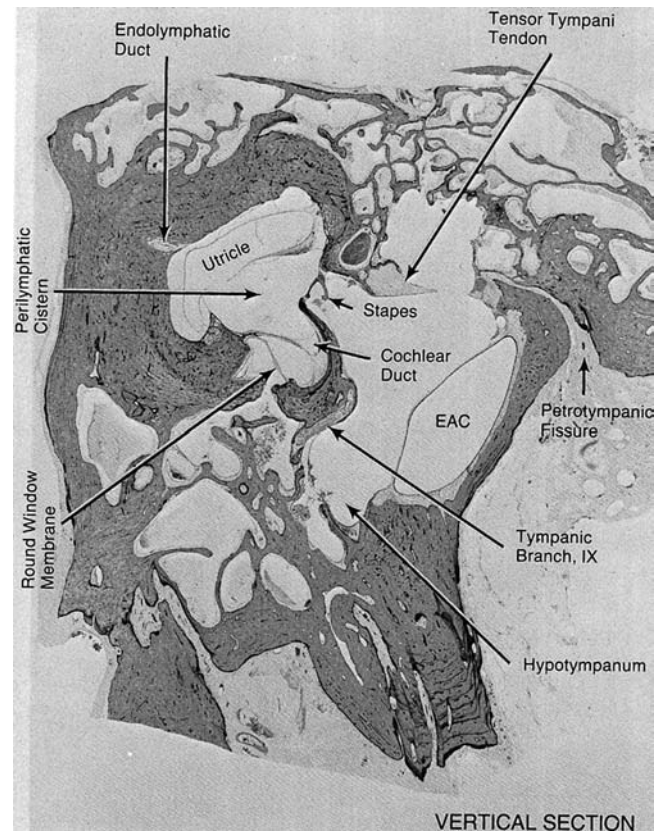 Endolymphatic
Duct
Tensor Tympani
Tendon
Utricle
Perilymphatic
Cistern
Stapes
Cochlear
Duct
EAC
Petrotympanic
Fissure
Round Window
Membrane
Tympanic
Branch, IX
Hypotympanum
VERTICAL SECTION